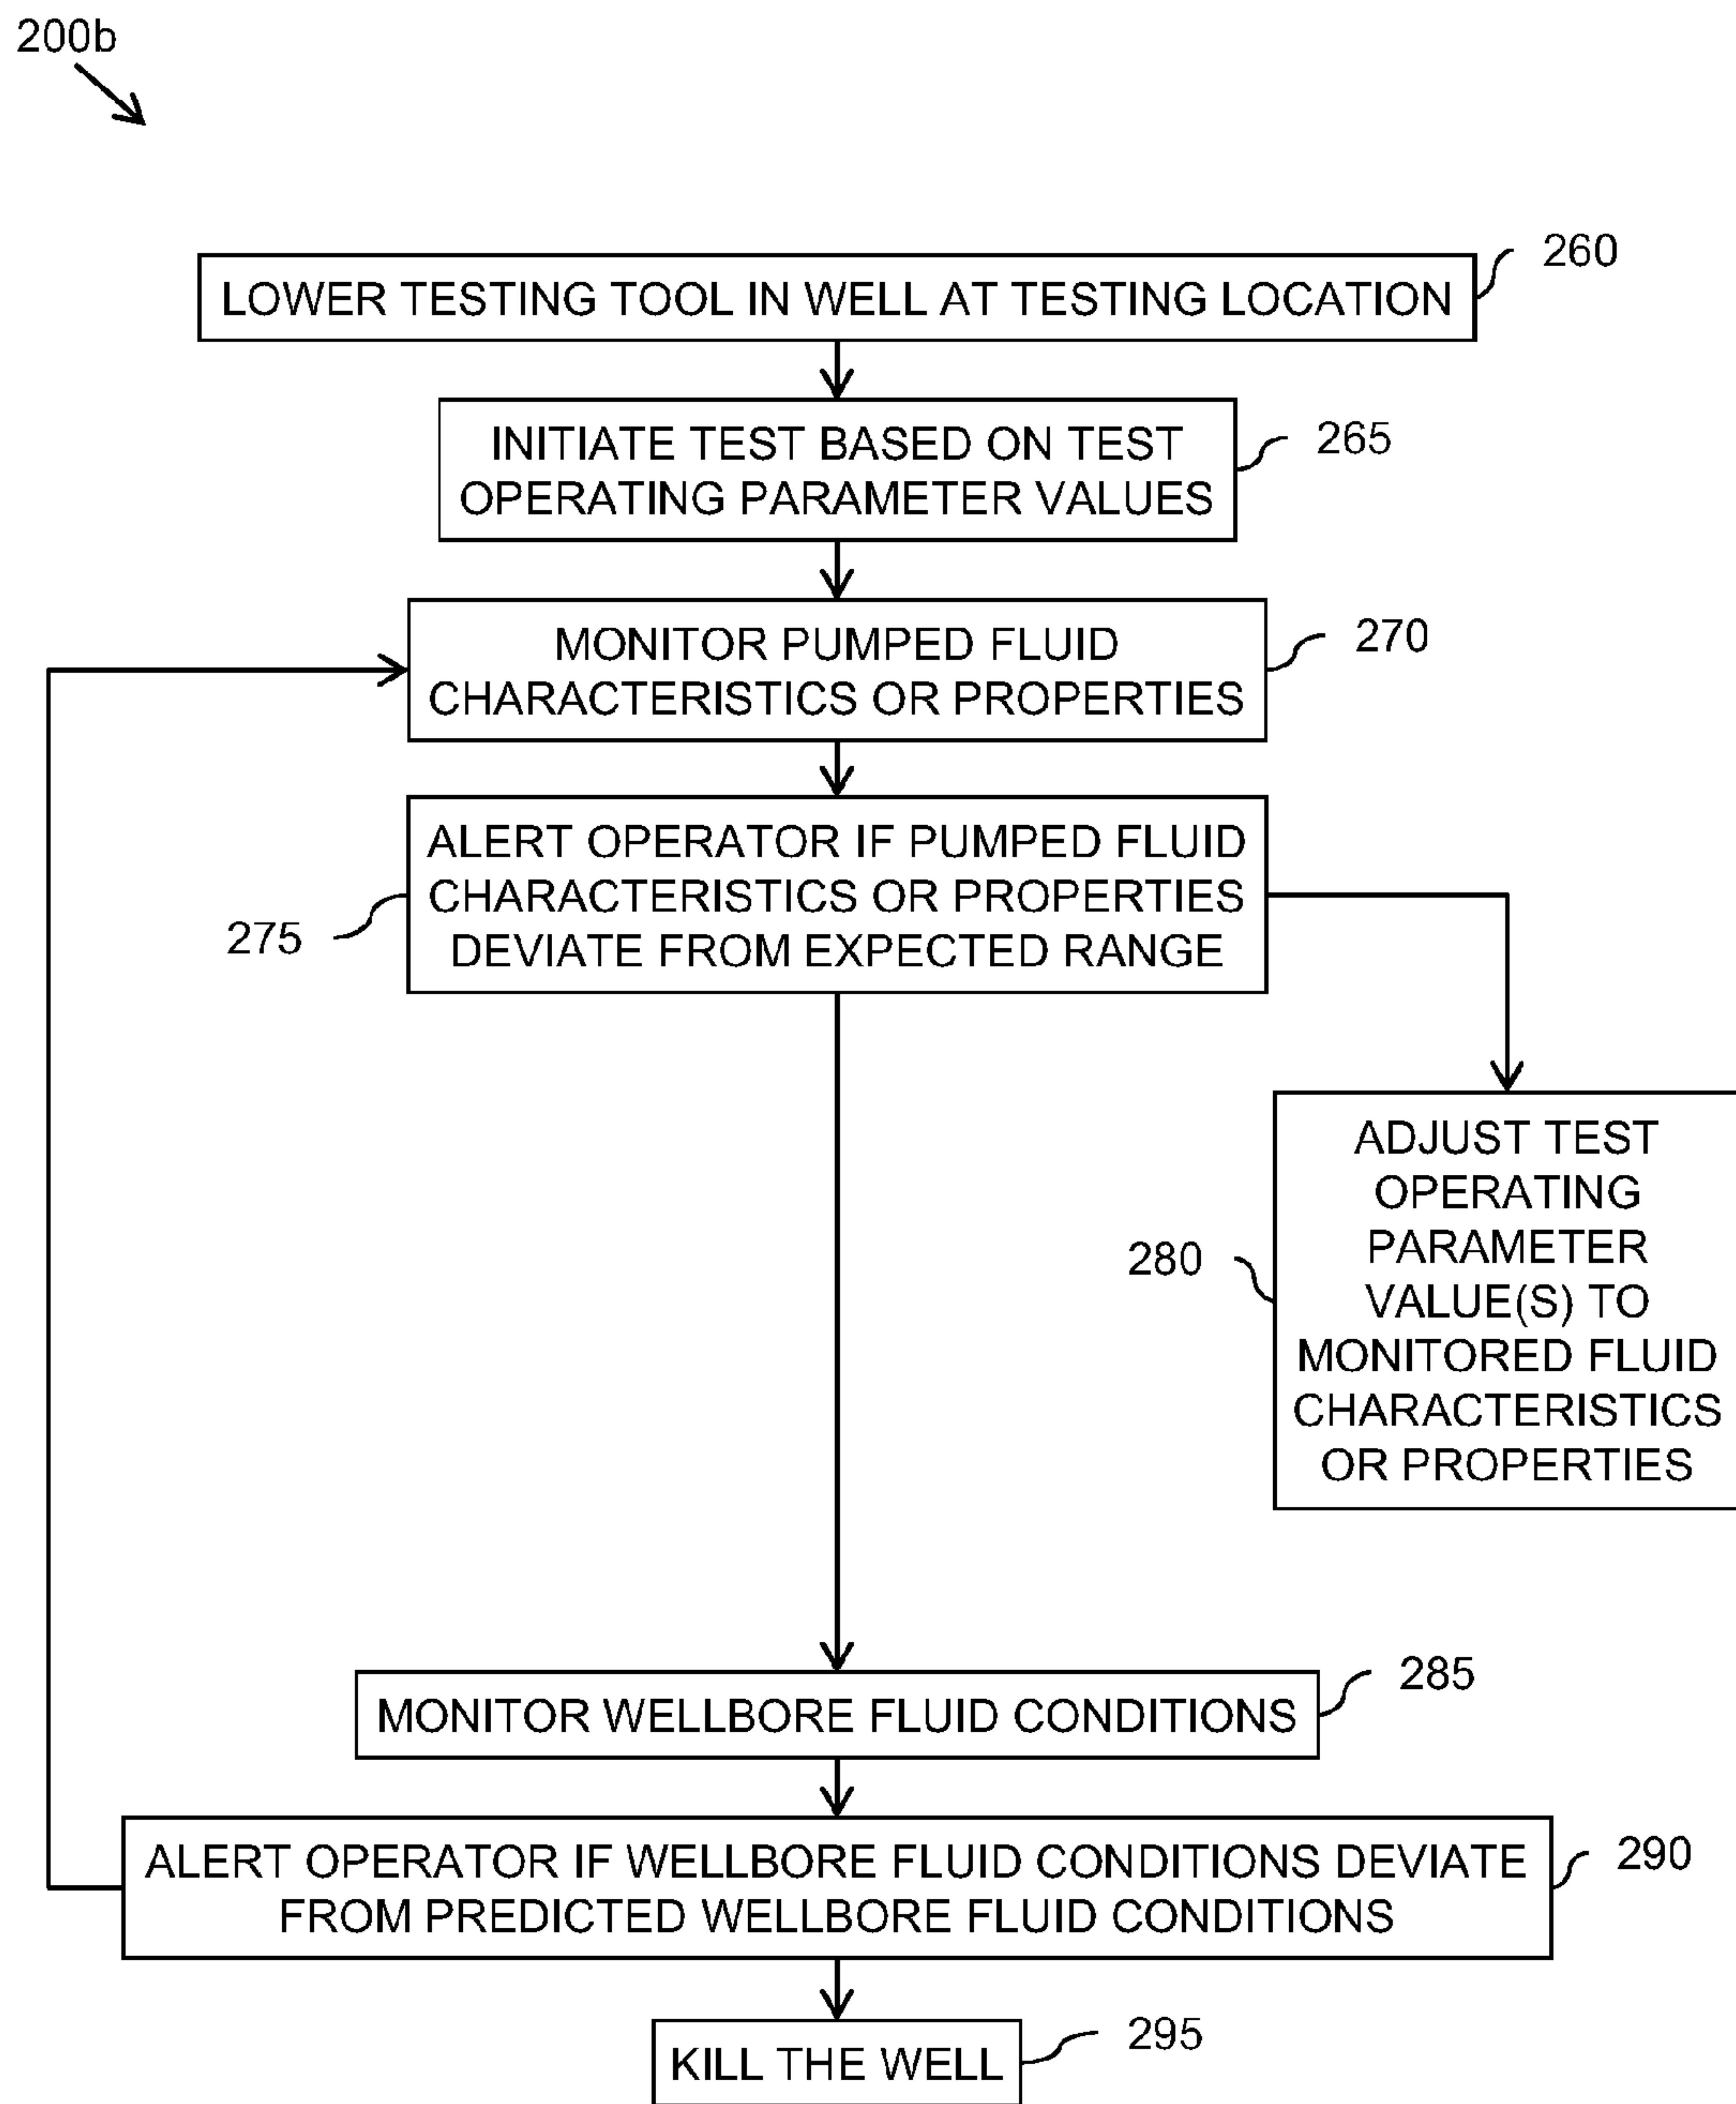 200b
LOWER TESTING TOOL IN WELL AT TESTING LOCATION
260
INITIATE TEST BASED ON TEST
OPERATING PARAMETER VALUES
265
MONITOR PUMPED FLUID
CHARACTERISTICS OR PROPERTIES
270
ALERT OPERATOR IF PUMPED FLUID
CHARACTERISTICS OR PROPERTIES
DEVIATE FROM EXPECTED RANGE
275
ADJUST TEST
OPERATING
PARAMETER
VALUE(S) TO
MONITORED FLUID
CHARACTERISTICS
OR PROPERTIES
280
MONITOR WELLBORE FLUID CONDITIONS
285
ALERT OPERATOR IF WELLBORE FLUID CONDITIONS DEVIATE
FROM PREDICTED WELLBORE FLUID CONDITIONS
290
KILL THE WELL
295